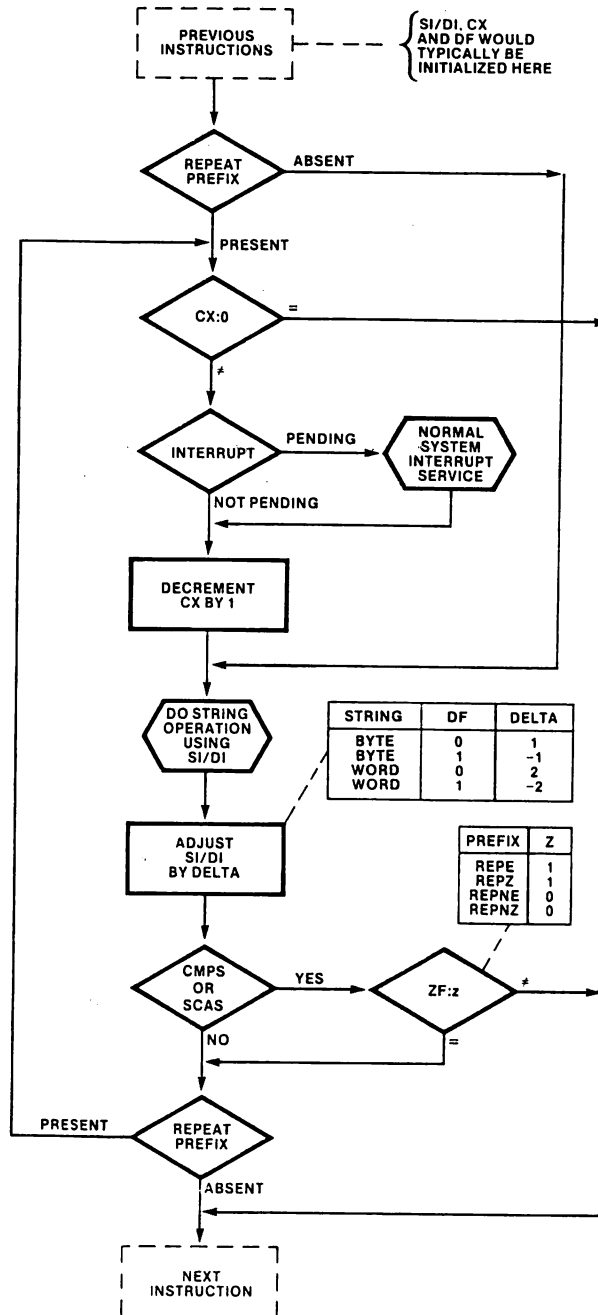 PREVIOUS
INSTRUCTIONS
SI/DI, CX
AND DF WOULD
TYPICALLY BE
INITIALIZED HERE
REPEAT
PREFIX
ABSENT
PRESENT
CX:0
=
≠
INTERRUPT
PENDING
NORMAL
SYSTEM
INTERRUPT
SERVICE
NOT PENDING
DECREMENT
CX BY 1
DO STRING
OPERATION
USING
SI/DI
STRING DF DELTA
BYTE 0 1
BYTE 1 -1
WORD 0 2
WORD 1 -2
ADJUST
SI/DI
BY DELTA
PREFIX Z
REPE 1
REPZ 1
REPNE 0
REPNZ 0
CMPS
OR
SCAS
YES
ZF:z
≠
NO
=
PRESENT
REPEAT
PREFIX
ABSENT
NEXT
INSTRUCTION